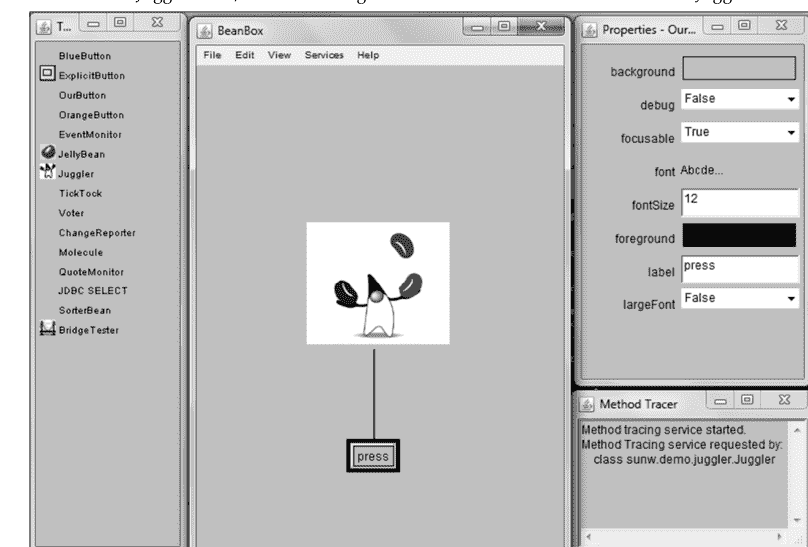 T...
BlueButton
ExplicitButton
OurButton
OrangeButton
EventMonitor
JellyBean
Juggler
TickTock
Voter
ChangeReporter
Molecule
QuoteMonitor
JDBC SELECT
SorterBean
BridgeTester
BeanBox
File Edit View Services Help
press
Properties - Our...
background
debug False
focusable True
font Abcde...
fontSize 12
foreground
label press
largeFont False
Method Tracer
Method tracing service started.
Method Tracing service requested by:
class sunw.demo.juggler.Juggler